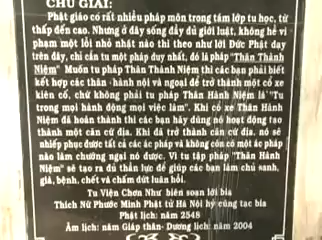 CHÚ GIẢI:
Phật giáo có rất nhiều pháp môn trong tám lớp tu học, từ
thấp đến cao. Nhưng ở đây sống đầy đủ giới luật, không hề vi
phạm một lỗi nhỏ nhặt nào thì theo như lời Đức Phật dạy
trên đây, chỉ cần tu một pháp duy nhất, đó là pháp "Thân Thành
Niệm" Muốn tu pháp Thân Thành Niệm thì các bạn phải biết
kết hợp các thân hành nội và ngoại để trở thành một cỗ xe
kiên cố, chứ không phải tu pháp Thân Hành Niệm là "Tu
trong mọi hành động mọi việc làm". Khi cỗ xe Thân Hành
Niệm đã hoàn thành thì các bạn hãy dùng nó hoạt động tạo
thành một căn cứ địa. Khi đã trở thành căn cứ địa, nó sẽ
nhiếp phục được tất cả các ác pháp và không còn có một ác pháp
nào làm chướng ngại nó được. Vì tu tập pháp "Thân Hành
Niệm" sẽ tạo ra đủ thần lực để giúp các bạn làm chủ sanh,
già, bệnh, chết và chấm dứt luân hồi.
Tu Viện Chơn Như biên soạn lời bia
Thích Nữ Phước Minh Phật tử Hà Nội hỷ cúng tạc bia
Phật lịch: năm 2548
Âm lịch: năm Giáp thân- Dương lịch: năm 2004